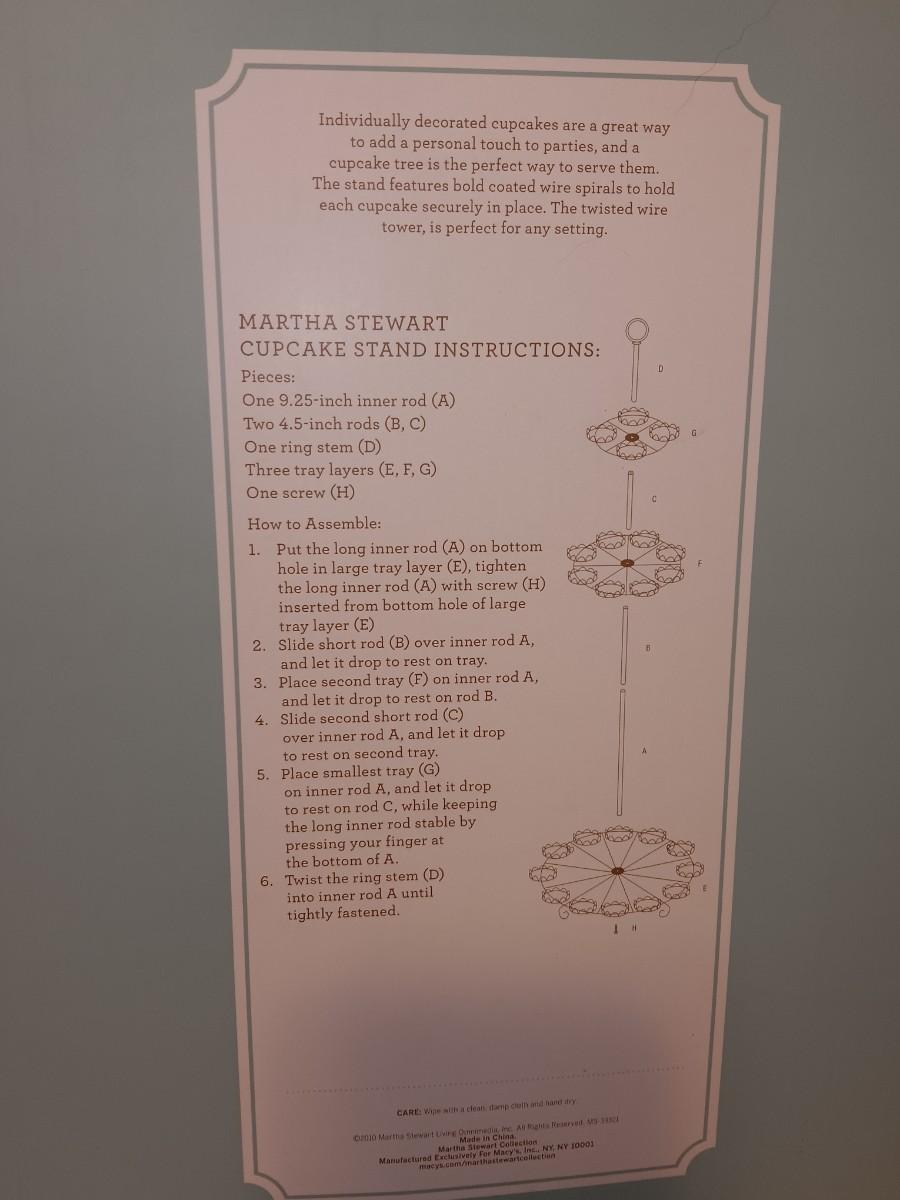 Individually decorated cupcakes are a great way
to add a personal touch to parties, and a
cupcake tree is the perfect way to serve them.
The stand features bold coated wire spirals to hold
each cupcake securely in place. The twisted wire
tower, is perfect for any setting.
MARTHA STEWART
CUPCAKE STAND INSTRUCTIONS:
Pieces:
One 9.25-inch inner rod (A)
Two 4.5-inch rods (B, C)
One ring stem (D)
Three tray layers (E, F, G)
One screw (H)
How to Assemble:
1. Put the long inner rod (A) on bottom
hole in large tray layer (E), tighten
the long inner rod (A) with screw (H)
inserted from bottom hole of large
tray layer (E)
2. Slide short rod (B) over inner rod A,
and let it drop to rest on tray.
3. Place second tray (F) on inner rod A,
and let it drop to rest on rod B.
4. Slide second short rod (C)
over inner rod A, and let it drop
to rest on second tray.
5. Place smallest tray (G)
on inner rod A, and let it drop
to rest on rod C, while keeping
the long inner rod stable by
pressing your finger at
the bottom of A.
6. Twist the ring stem (D)
into inner rod A until
tightly fastened.
D
G
C
F
B
A
E
H
CARE: Wipe with a clean, damp cloth and hand dry.
©2010 Martha Stewart Living Omnimedia, Inc. All Rights Reserved.
Made in China.
Martha Stewart Collection
Manufactured Exclusively For Macy's, Inc., NY, NY 10001
macys.com/marthastewartcollection